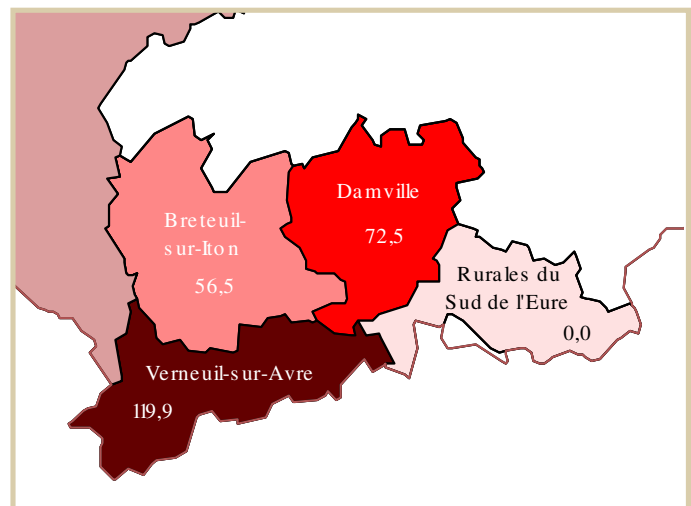 Damville
72,5
Breteuil-
sur-Iton
56,5
Rurales du
Sud de l'Eure
0,0
Verneuil-sur-Avre
119,9